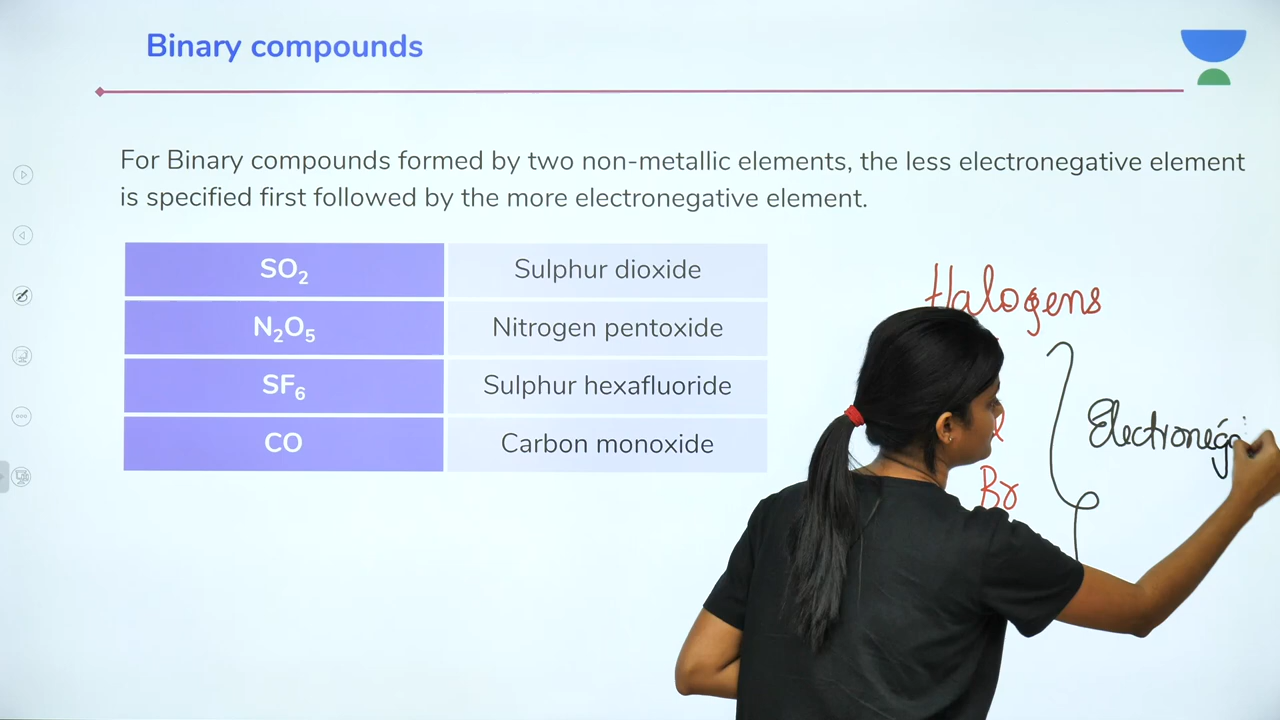 Binary compounds
For Binary compounds formed by two non-metallic elements, the less electronegative element
is specified first followed by the more electronegative element.
SO₂ Sulphur dioxide
N₂O₅ Nitrogen pentoxide
SF₆ Sulphur hexafluoride
CO Carbon monoxide
Halogens
Br